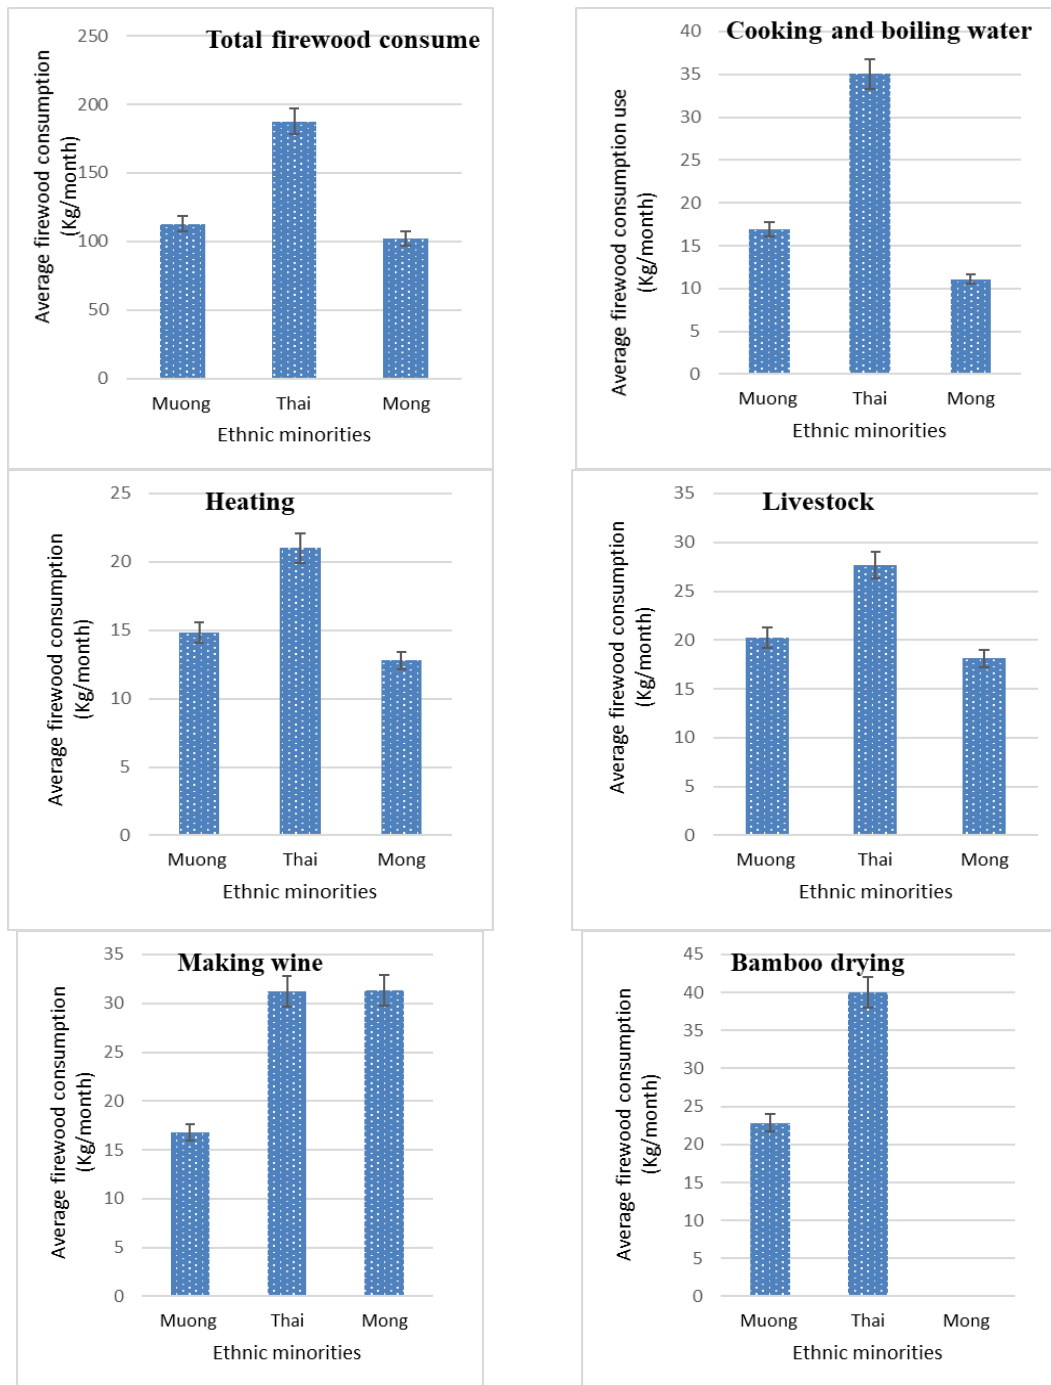 Total firewood consume
Average firewood consumption
(Kg/month)
250
200
150
100
50
0
Muong Thai Mong
Ethnic minorities
Cooking and boiling water
Average firewood consumption use
(Kg/month)
40
35
30
25
20
15
10
5
0
Muong Thai Mong
Ethnic minorities
Heating
Average firewood consumption
(Kg/month)
25
20
15
10
5
0
Muong Thai Mong
Ethnic minorities
Livestock
Average firewood consumption
(Kg/month)
35
30
25
20
15
10
5
0
Muong Thai Mong
Ethnic minorities
Making wine
Average firewood consumption
(Kg/month)
35
30
25
20
15
10
5
0
Muong Thai Mong
Ethnic minorities
Bamboo drying
Average firewood consumption
(Kg/month)
45
40
35
30
25
20
15
10
5
0
Muong Thai Mong
Ethnic minorities